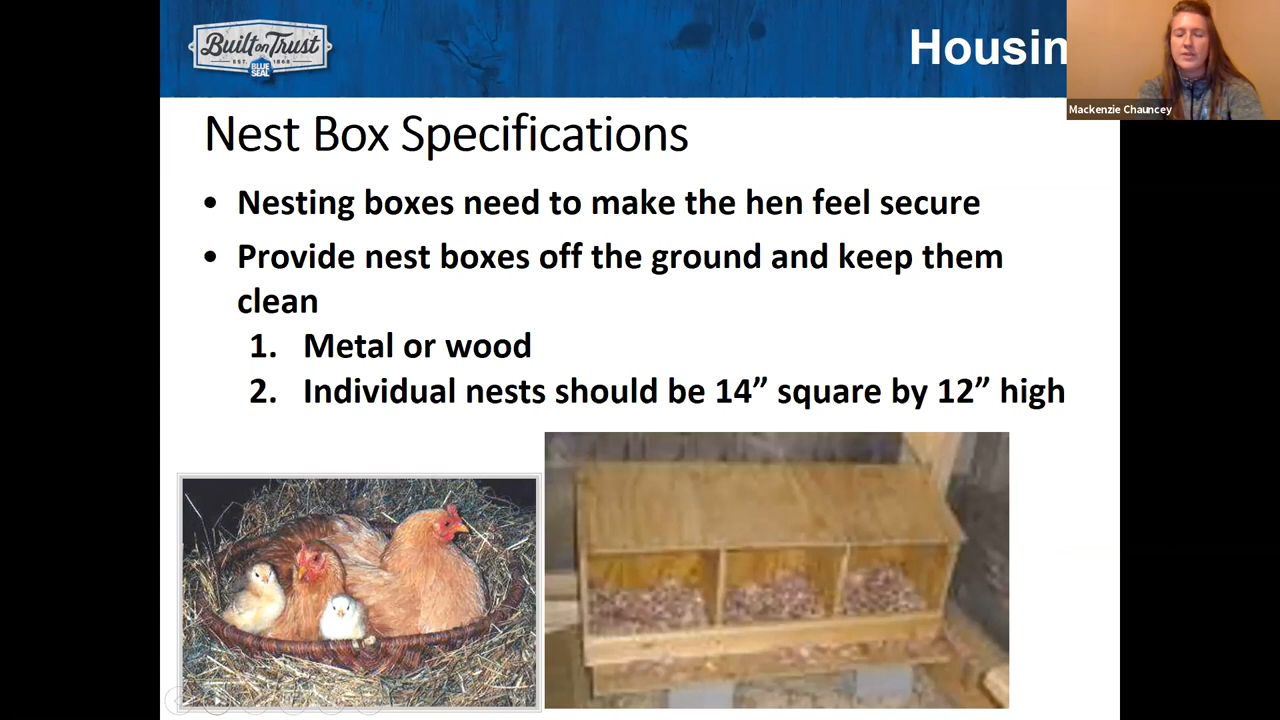 Built on Trust
EST. 1868
BLUE
SEAL
Housin
Mackenzie Chauncey
Nest Box Specifications
• Nesting boxes need to make the hen feel secure
• Provide nest boxes off the ground and keep them
clean
1. Metal or wood
2. Individual nests should be 14” square by 12” high